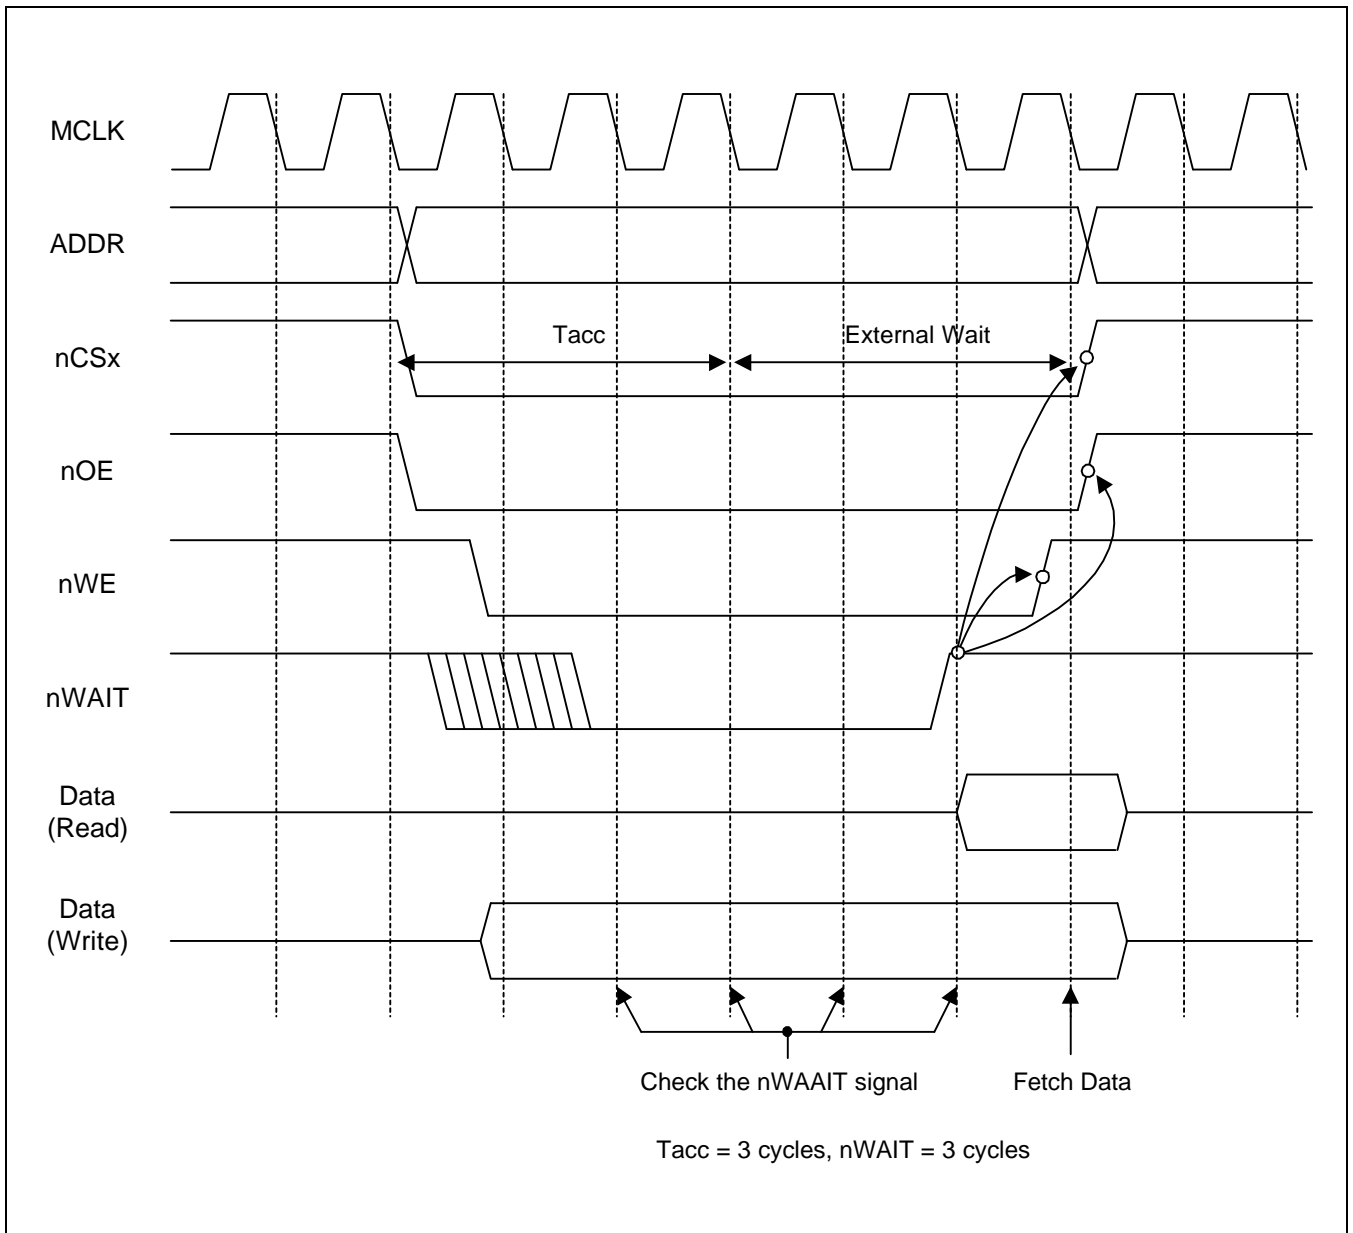 MCLK
ADDR
Tacc
External Wait
nCSx
nOE
nWE
nWAIT
Data
(Read)
Data
(Write)
Check the nWAAIT signal
Fetch Data
Tacc = 3 cycles, nWAIT = 3 cycles